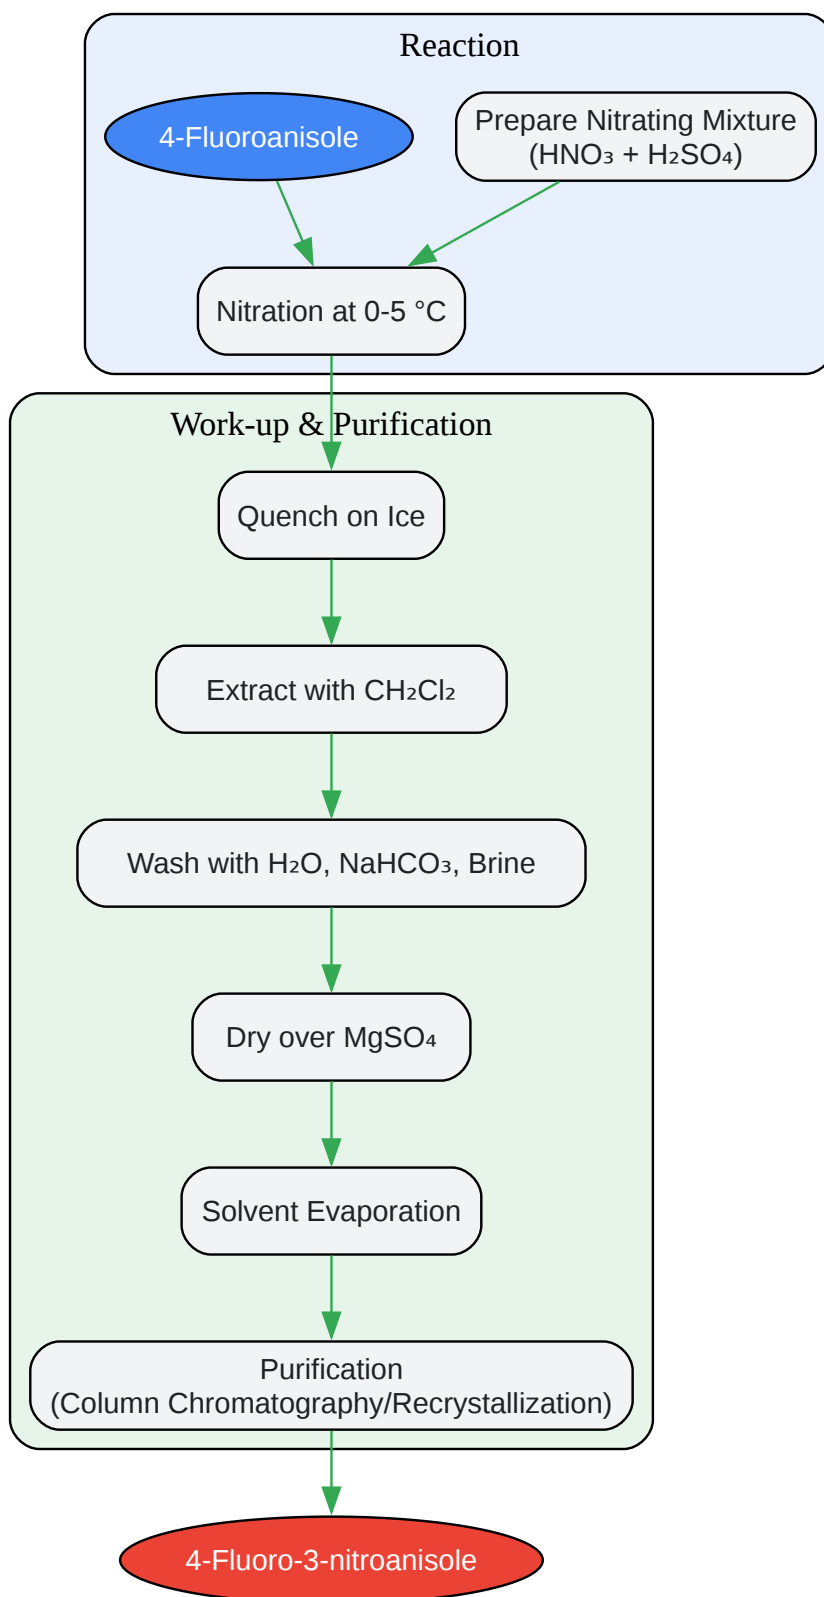 Reaction
4-Fluoroanisole
Prepare Nitrating Mixture
(HNO₃ + H₂SO₄)
Nitration at 0-5 °C
Work-up & Purification
Quench on Ice
Extract with CH₂Cl₂
Wash with H₂O, NaHCO₃, Brine
Dry over MgSO₄
Solvent Evaporation
Purification
(Column Chromatography/Recrystallization)
4-Fluoro-3-nitroanisole